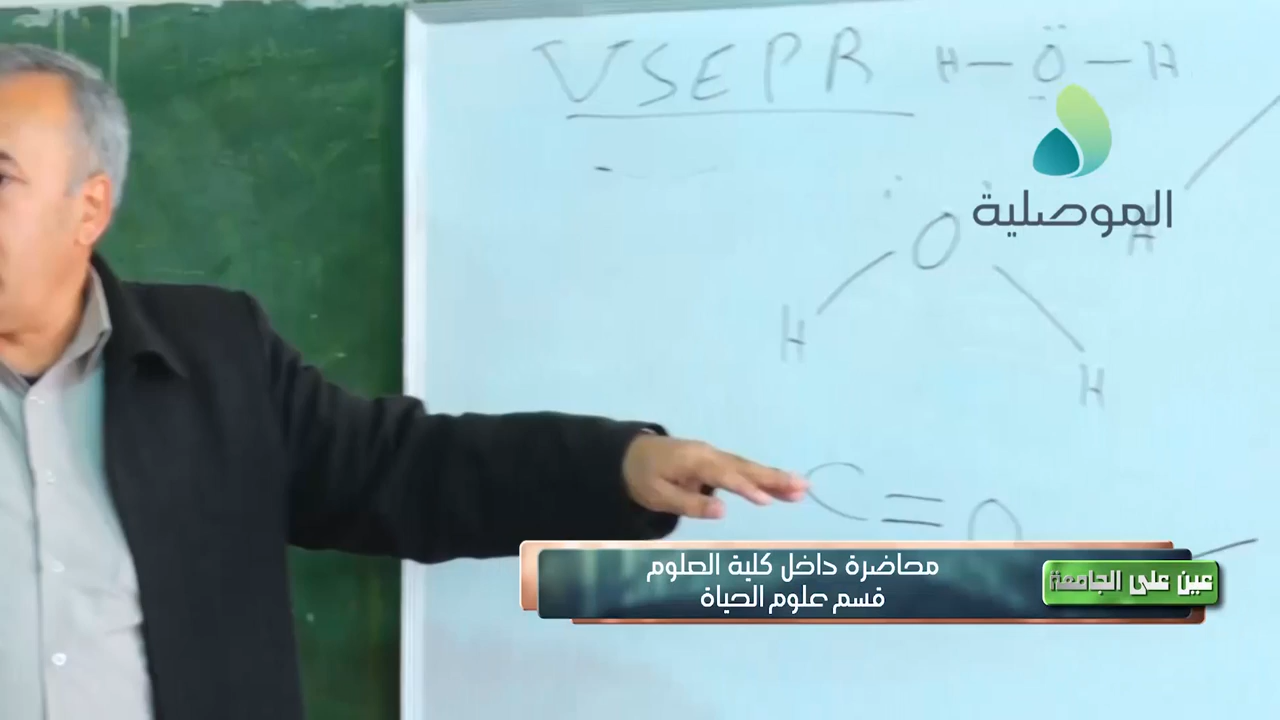 VSEPR
H — Ö — H
الموصلية
O
H
H
H
C = O
محاضرة داخل كلية العلوم
قسم علوم الحياة
عين على الجامعة